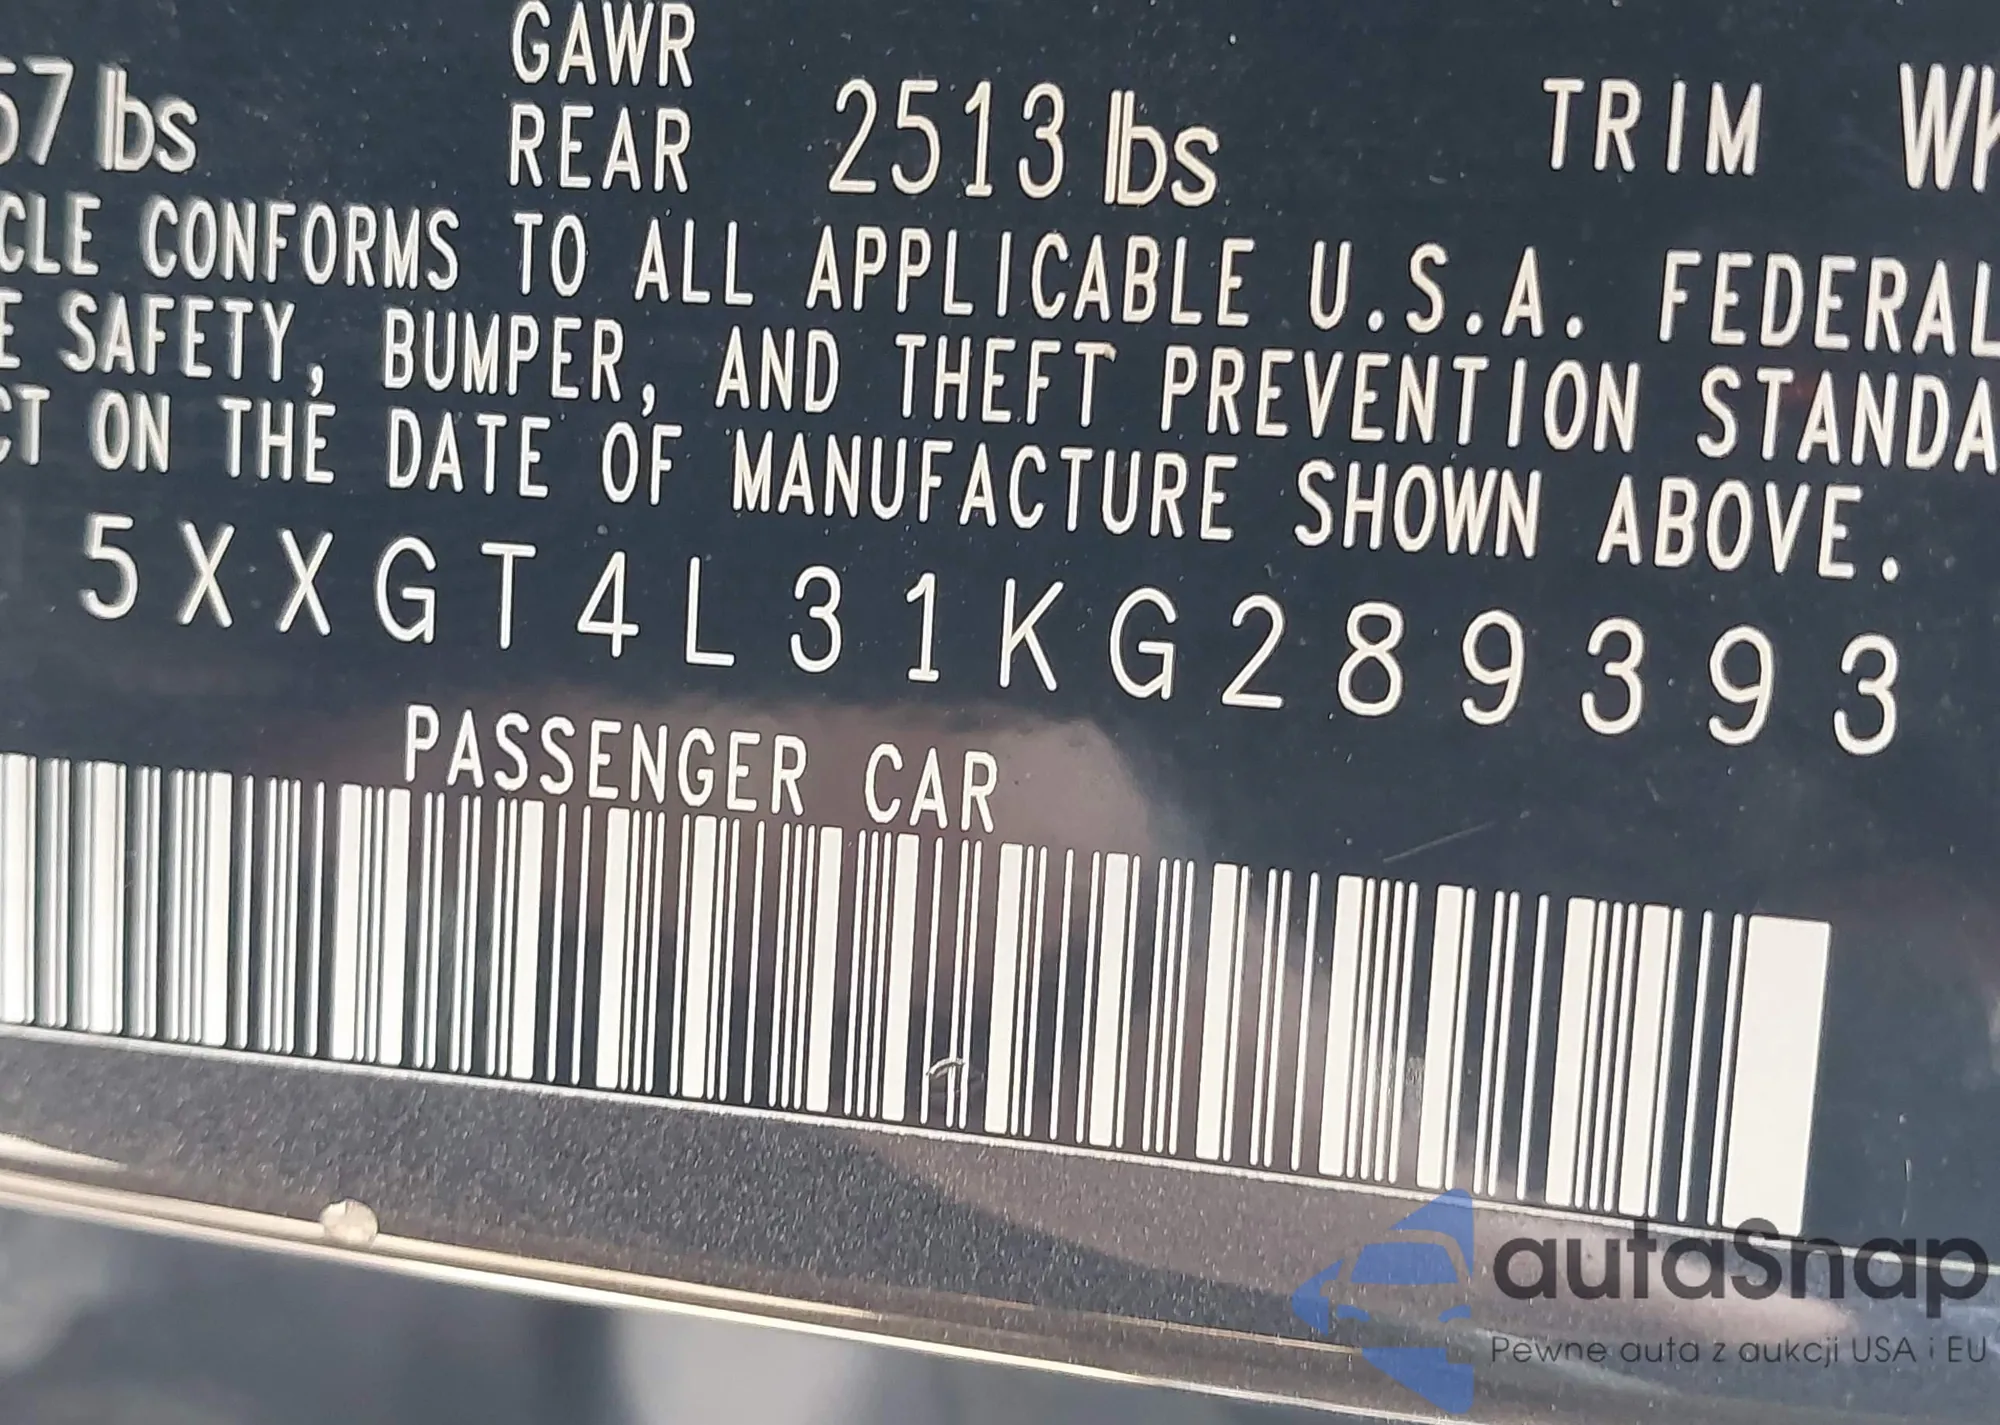 GAWR
57 lbs REAR 2513 lbs TRIM WK
CLE CONFORMS TO ALL APPLICABLE U.S.A. FEDERAL
E SAFETY, BUMPER, AND THEFT PREVENTION STANDA
CT ON THE DATE OF MANUFACTURE SHOWN ABOVE.
5XXGT4L31KG289393
PASSENGER CAR
autaSnap
Pewne auta z aukcji USA i EU